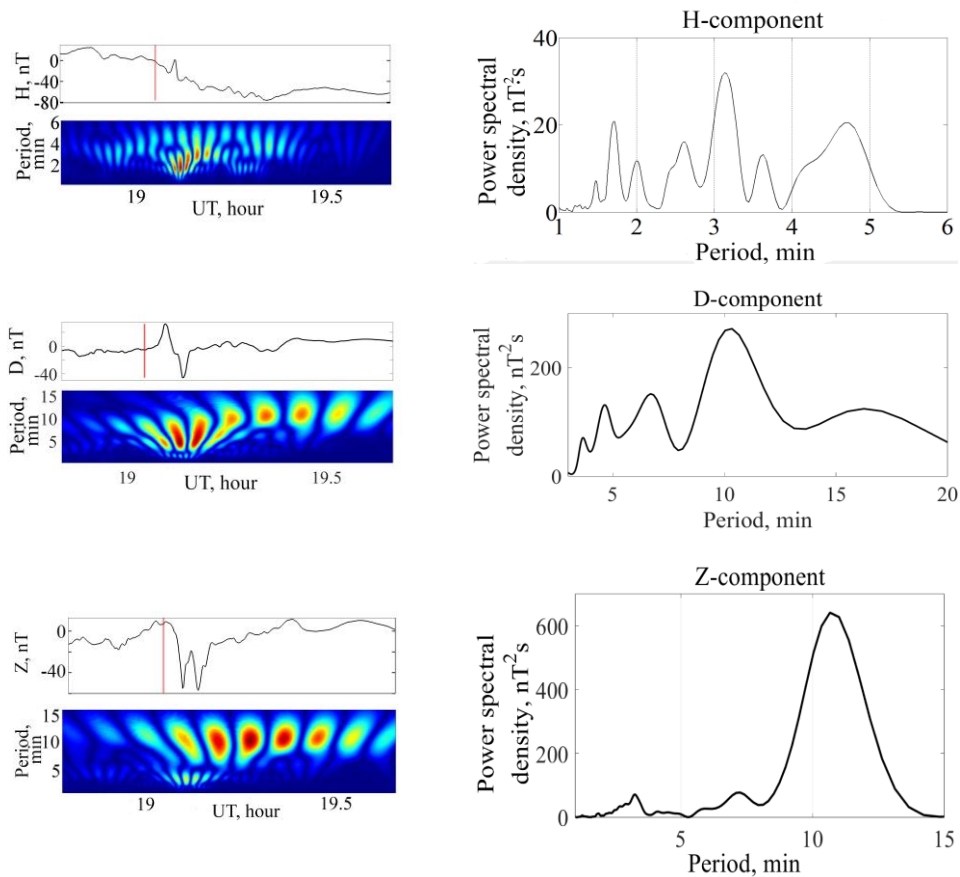 H-component
H, nT
0
-40
-80
Period, min
6
4
2
19
19.5
UT, hour
Power spectral
density, nT²s
40
20
0
1
2
3
4
5
6
Period, min
D-component
D, nT
0
-40
Period, min
15
10
5
19
19.5
UT, hour
Power spectral
density, nT²s
200
0
5
10
15
20
Period, min
Z-component
Z, nT
0
-40
Period, min
15
10
5
19
19.5
UT, hour
Power spectral
density, nT²s
600
400
200
0
5
10
15
Period, min